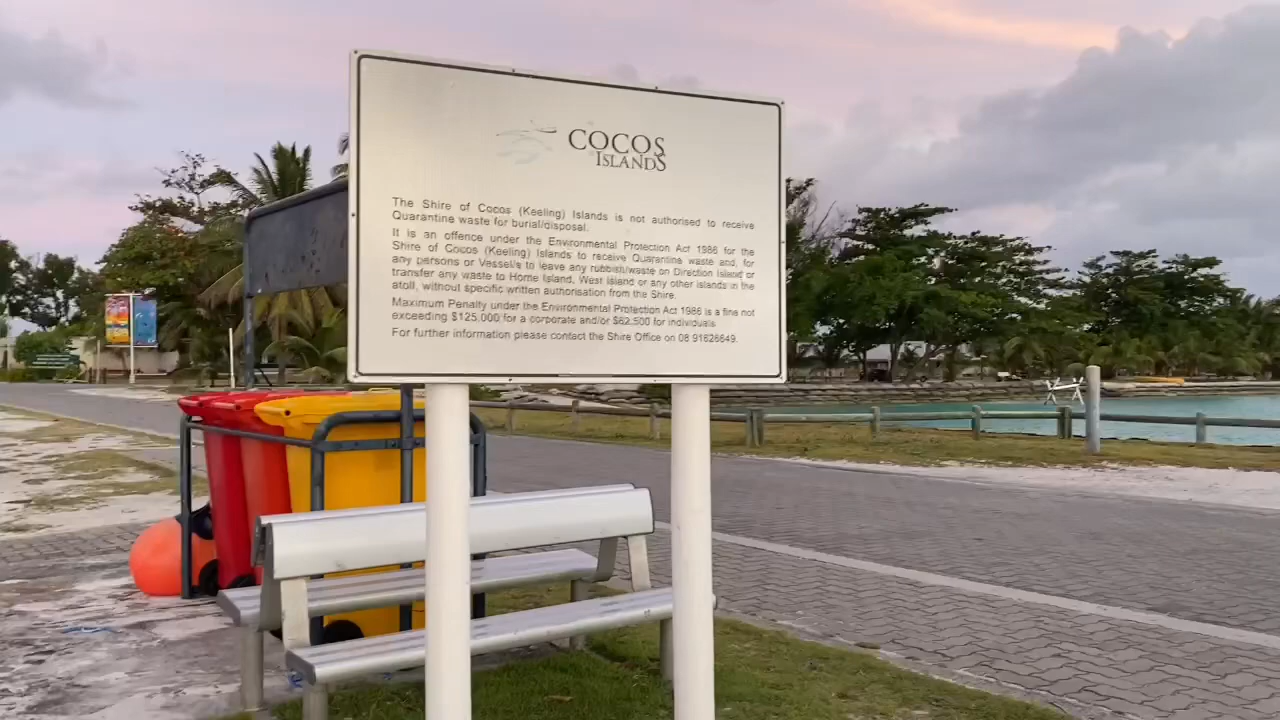 COCOS
ISLANDS
The Shire of Cocos (Keeling) Islands is not authorised to receive
Quarantine waste for burial/disposal.
It is an offence under the Environmental Protection Act 1986 for the
Shire of Cocos (Keeling) Islands to receive Quarantine waste and, for
any persons or Vessel/s to leave any rubbish/waste on Direction Island or
transfer any waste to Home Island, West Island or any other islands in the
atoll, without specific written authorisation from the Shire.
Maximum Penalty under the Environmental Protection Act 1986 is a fine not
exceeding $125,000 for a corporate and/or $62,500 for individuals.
For further information please contact the Shire Office on 08 91626649.